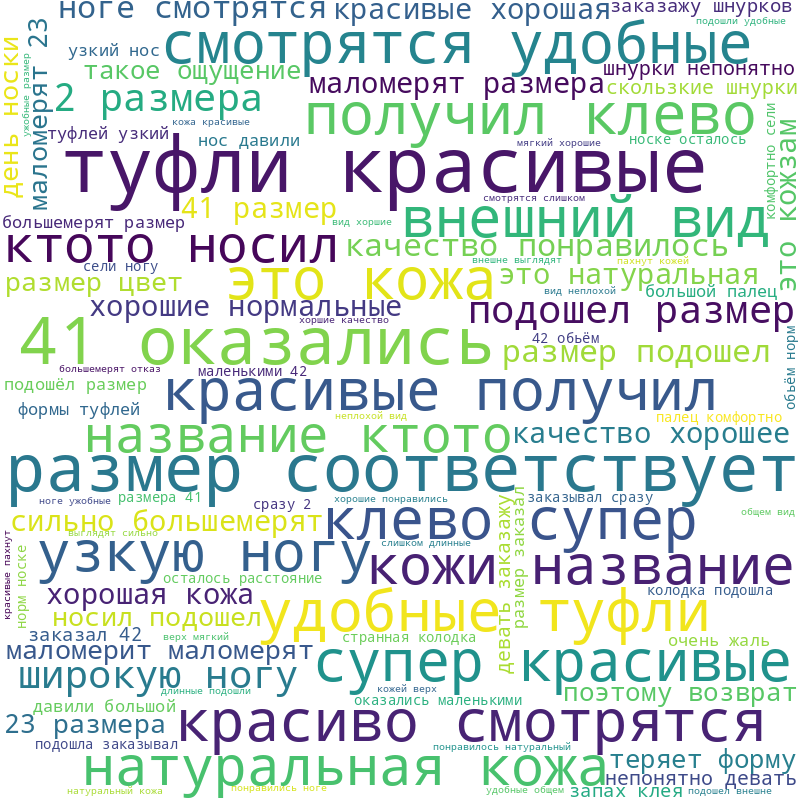 ноге смотрятся
красивые хорошая
заказажу шнурков
подошли удобные
смотрятся удобные
узкий нос
такое ощущение
шнурки непонятно
маломерят размера
скользкие шнурки
2 размера
получил клево
день носки
маломерят 23
ужобные размер
кожа красивые
туфлей узкий
нос давили
мягкий хорошие
носке осталось
комфортно сели
это кожзам
туфли красивые
смотрятся слишком
41 размер
большемерят размер
вид хоршие
внешний вид
ктото носил
качество понравилось
сели ногу
внешне выглядят
пахнут кожей
это кожа
это натуральная
размер цвет
вид неплохой
большой палец
хорошие нормальные
подошел размер
хоршие качество
41 оказались
42 обьём
обьём норм
размер подошел
большемерят отказ
маленькими 42
подошёл размер
красивые получил
формы туфлей
неплохой вид
палец комфортно
название ктото
качество хорошее
размер соответствует
ноге ужобные
размера 41
сразу 2
хорошие понравились
заказывал сразу
общем вид
сильно большемерят
клево супер
выглядят сильно
красивые пахнут
норм носке
узкую ногу
слишком длинные
девать заказажу
размер заказал
кожи название
осталось расстояние
хорошая кожа
колодка подошла
носил подошел
удобные туфли
заказал 42
верх мягкий
странная колодка
очень жаль
маломерит маломерят
супер красивые
широкую ногу
длинные подошли
кожей верх
поэтому возврат
давили большой
оказались маленькими
23 размера
красиво смотрятся
подошла заказывал
понравилось натуральный
натуральная кожа
теряет форму
непонятно девать
натуральный кожа
понравились ноге
удобные общем
запах клея
подошел внешне